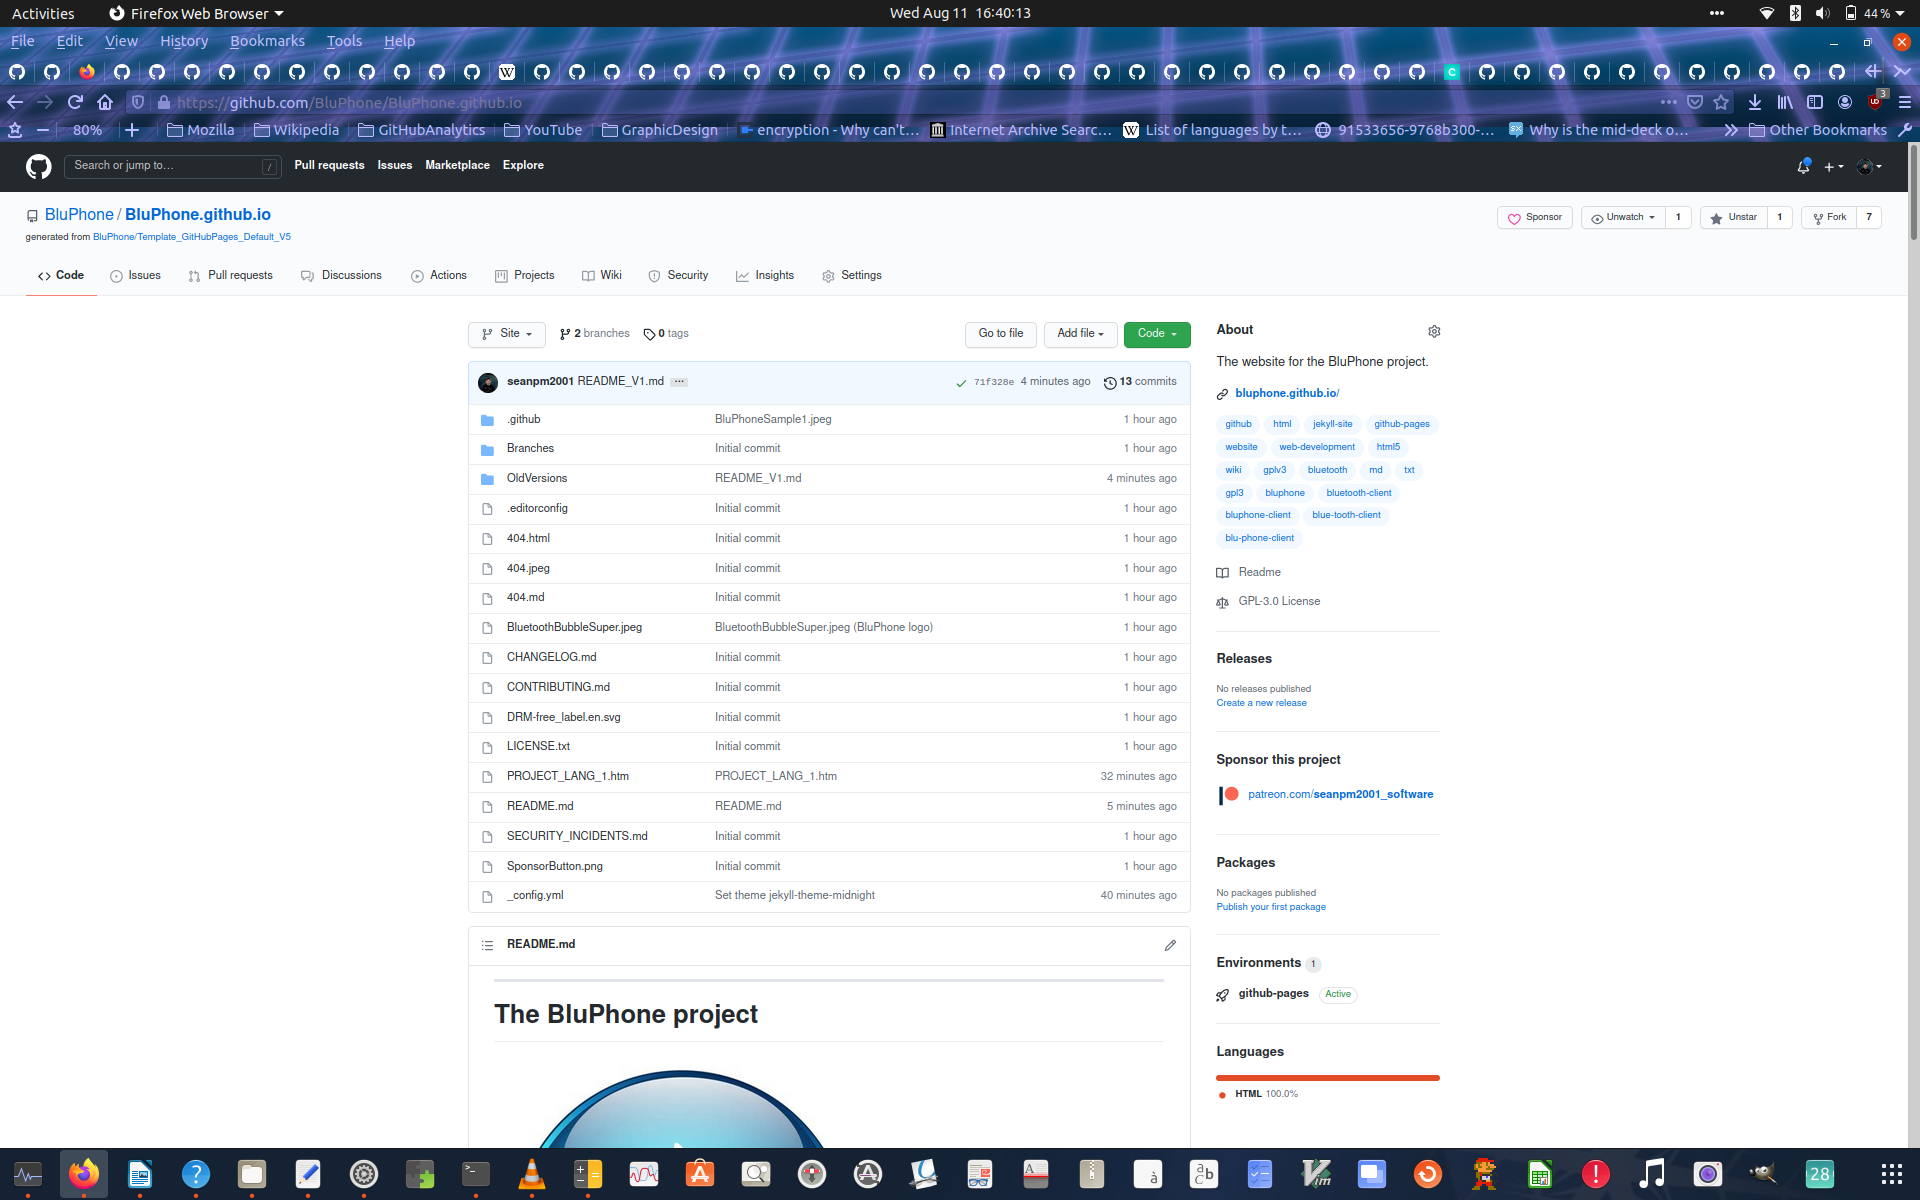 Activities Firefox Web Browser Wed Aug 11 16:40:13 44 %
File Edit View History Bookmarks Tools Help
https://github.com/BluPhone/BluPhone.github.io 3
80% Mozilla Wikipedia GitHubAnalytics YouTube GraphicDesign encryption - Why can't… Internet Archive Searc… List of languages by t… 91533656-9768b300-… Why is the mid-deck o… Other Bookmarks
Search or jump to… / Pull requests Issues Marketplace Explore
BluPhone / BluPhone.github.io Sponsor Unwatch 1 Unstar 1 Fork 7
generated from BluPhone/Template_GitHubPages_Default_V5
Code Issues Pull requests Discussions Actions Projects Wiki Security Insights Settings
Site 2 branches 0 tags Go to file Add file Code
seanpm2001 README_V1.md ... 71f328e 4 minutes ago 13 commits
.github BluPhoneSample1.jpeg 1 hour ago
Branches Initial commit 1 hour ago
OldVersions README_V1.md 4 minutes ago
.editorconfig Initial commit 1 hour ago
404.html Initial commit 1 hour ago
404.jpeg Initial commit 1 hour ago
404.md Initial commit 1 hour ago
BluetoothBubbleSuper.jpeg BluetoothBubbleSuper.jpeg (BluPhone logo) 1 hour ago
CHANGELOG.md Initial commit 1 hour ago
CONTRIBUTING.md Initial commit 1 hour ago
DRM-free_label.en.svg Initial commit 1 hour ago
LICENSE.txt Initial commit 1 hour ago
PROJECT_LANG_1.htm PROJECT_LANG_1.htm 32 minutes ago
README.md README.md 5 minutes ago
SECURITY_INCIDENTS.md Initial commit 1 hour ago
SponsorButton.png Initial commit 1 hour ago
_config.yml Set theme jekyll-theme-midnight 40 minutes ago
README.md
The BluPhone project
About
The website for the BluPhone project.
bluphone.github.io/
github html jekyll-site github-pages
website web-development html5
wiki gplv3 bluetooth md txt
gpl3 bluphone bluetooth-client
bluphone-client blue-tooth-client
blu-phone-client
Readme
GPL-3.0 License
Releases
No releases published
Create a new release
Sponsor this project
patreon.com/seanpm2001_software
Packages
No packages published
Publish your first package
Environments 1
github-pages Active
Languages
HTML 100.0%
28